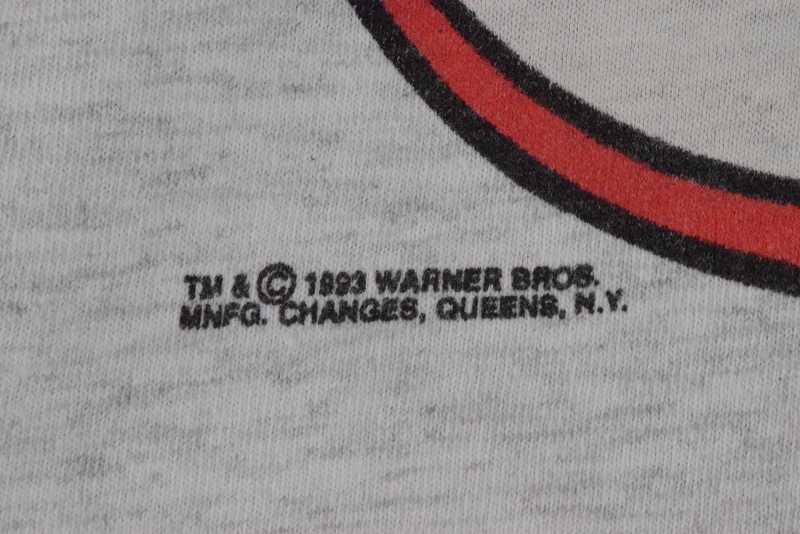 TM & © 1993 WARNER BROS.
MNFG. CHANGES, QUEENS, N.Y.